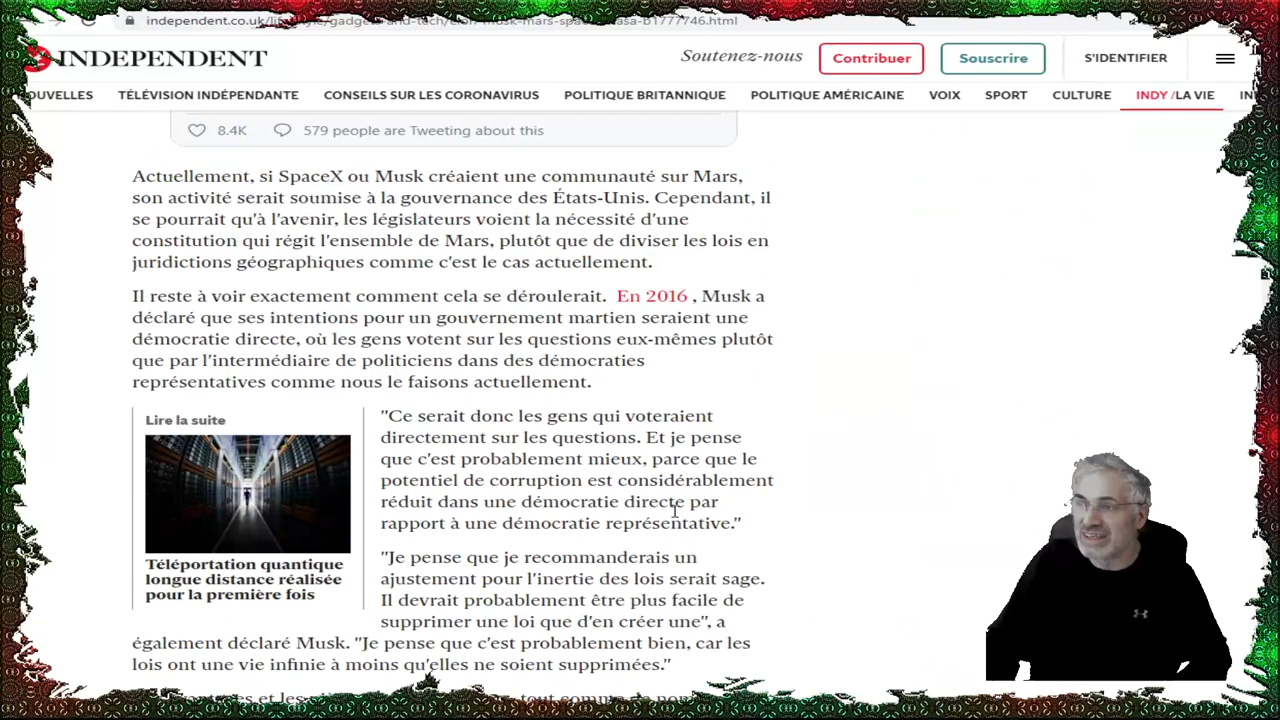 independent.co.uk/life-style/gadgets-and-tech/elon-musk-mars-spacex-nasa-b1777746.html
INDEPENDENT
Soutenez-nous
Contribuer
Souscrire
S'IDENTIFIER
OUVELLES TÉLÉVISION INDÉPENDANTE CONSEILS SUR LES CORONAVIRUS POLITIQUE BRITANNIQUE POLITIQUE AMÉRICAINE VOIX SPORT CULTURE INDY /LA VIE
8.4K 579 people are Tweeting about this
Actuellement, si SpaceX ou Musk créaient une communauté sur Mars,
son activité serait soumise à la gouvernance des États-Unis. Cependant, il
se pourrait qu'à l'avenir, les législateurs voient la nécessité d'une
constitution qui régit l'ensemble de Mars, plutôt que de diviser les lois en
juridictions géographiques comme c'est le cas actuellement.
Il reste à voir exactement comment cela se déroulerait. En 2016 , Musk a
déclaré que ses intentions pour un gouvernement martien seraient une
démocratie directe, où les gens votent sur les questions eux-mêmes plutôt
que par l'intermédiaire de politiciens dans des démocraties
représentatives comme nous le faisons actuellement.
Lire la suite
Téléportation quantique
longue distance réalisée
pour la première fois
"Ce serait donc les gens qui voteraient
directement sur les questions. Et je pense
que c'est probablement mieux, parce que le
potentiel de corruption est considérablement
réduit dans une démocratie directe par
rapport à une démocratie représentative."
"Je pense que je recommanderais un
ajustement pour l'inertie des lois serait sage.
Il devrait probablement être plus facile de
supprimer une loi que d'en créer une", a
également déclaré Musk. "Je pense que c'est probablement bien, car les
lois ont une vie infinie à moins qu'elles ne soient supprimées."